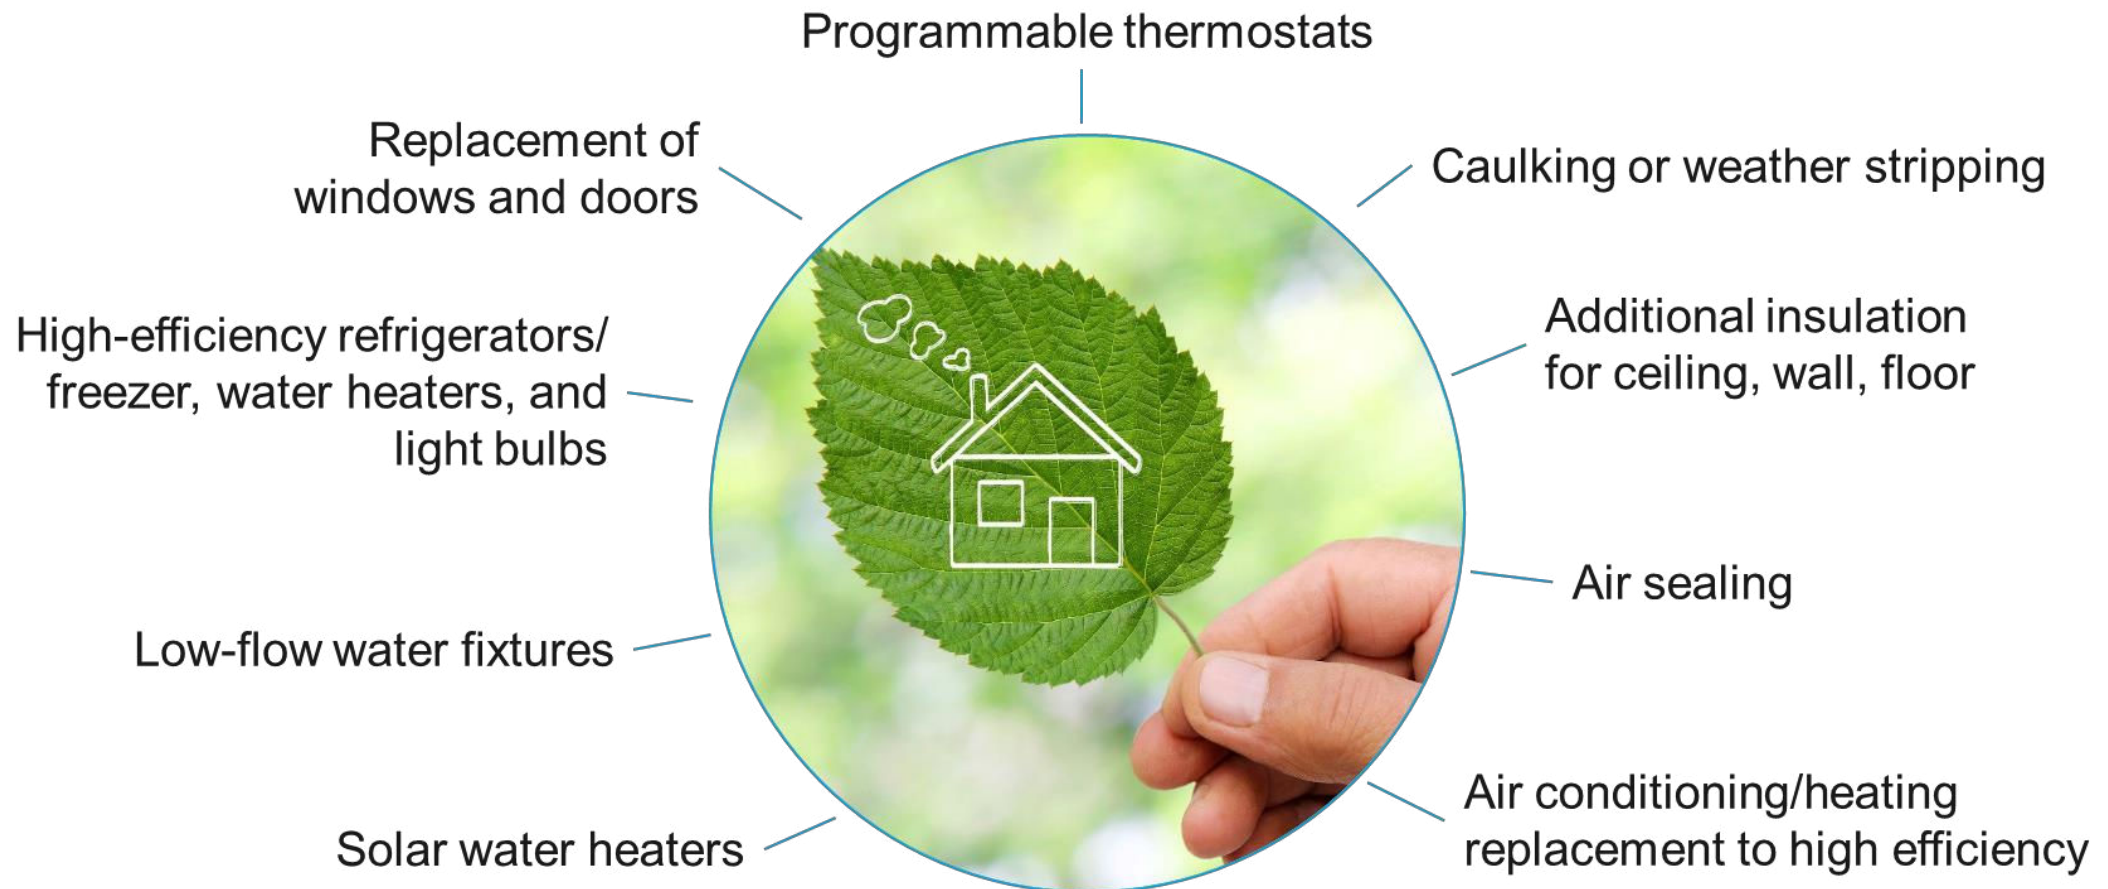 Programmable thermostats
Replacement of
windows and doors
Caulking or weather stripping
High-efficiency refrigerators/
freezer, water heaters, and
light bulbs
Additional insulation
for ceiling, wall, floor
Low-flow water fixtures
Air sealing
Solar water heaters
Air conditioning/heating
replacement to high efficiency